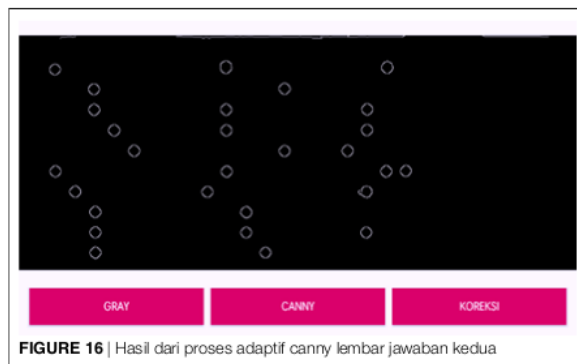 GRAY
CANNY
KOREKSI
FIGURE 16 | Hasil dari proses adaptif canny lembar jawaban kedua